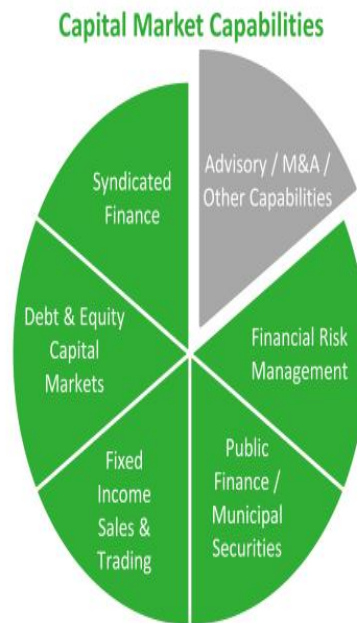 Capital Market Capabilities
Advisory / M&A /
Other Capabilities
Financial Risk
Management
Public
Finance /
Municipal
Securities
Fixed
Income
Sales &
Trading
Debt & Equity
Capital
Markets
Syndicated
Finance